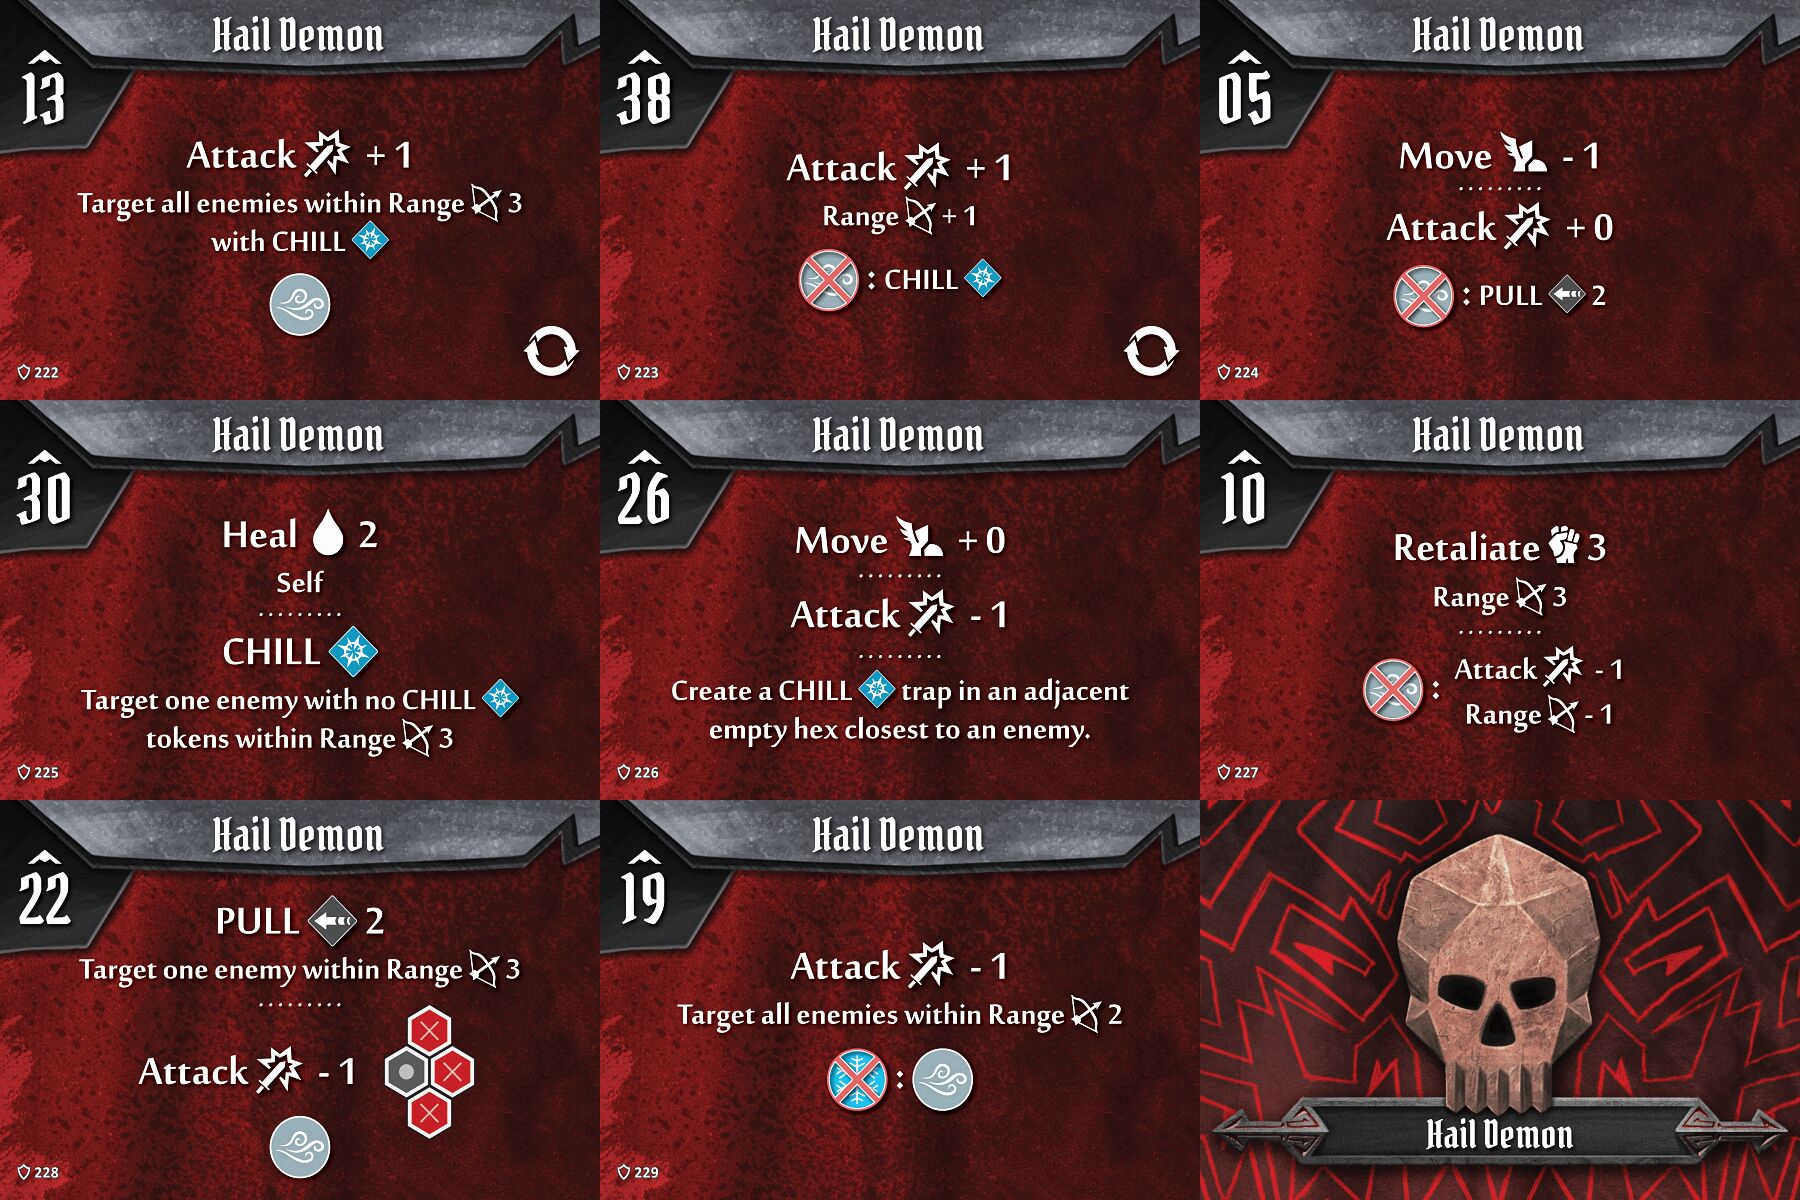 Hail Demon
13
Attack + 1
Target all enemies within Range 3
with CHILL
222
Hail Demon
38
Attack + 1
Range + 1
: CHILL
223
Hail Demon
05
Move - 1
Attack + 0
: PULL 2
224
Hail Demon
30
Heal 2
Self
CHILL
Target one enemy with no CHILL
tokens within Range 3
225
Hail Demon
26
Move + 0
Attack - 1
Create a CHILL trap in an adjacent
empty hex closest to an enemy.
226
Hail Demon
10
Retaliate 3
Range 3
: Attack - 1
Range - 1
227
Hail Demon
22
PULL 2
Target one enemy within Range 3
Attack - 1
228
Hail Demon
19
Attack - 1
Target all enemies within Range 2
:
229
Hail Demon